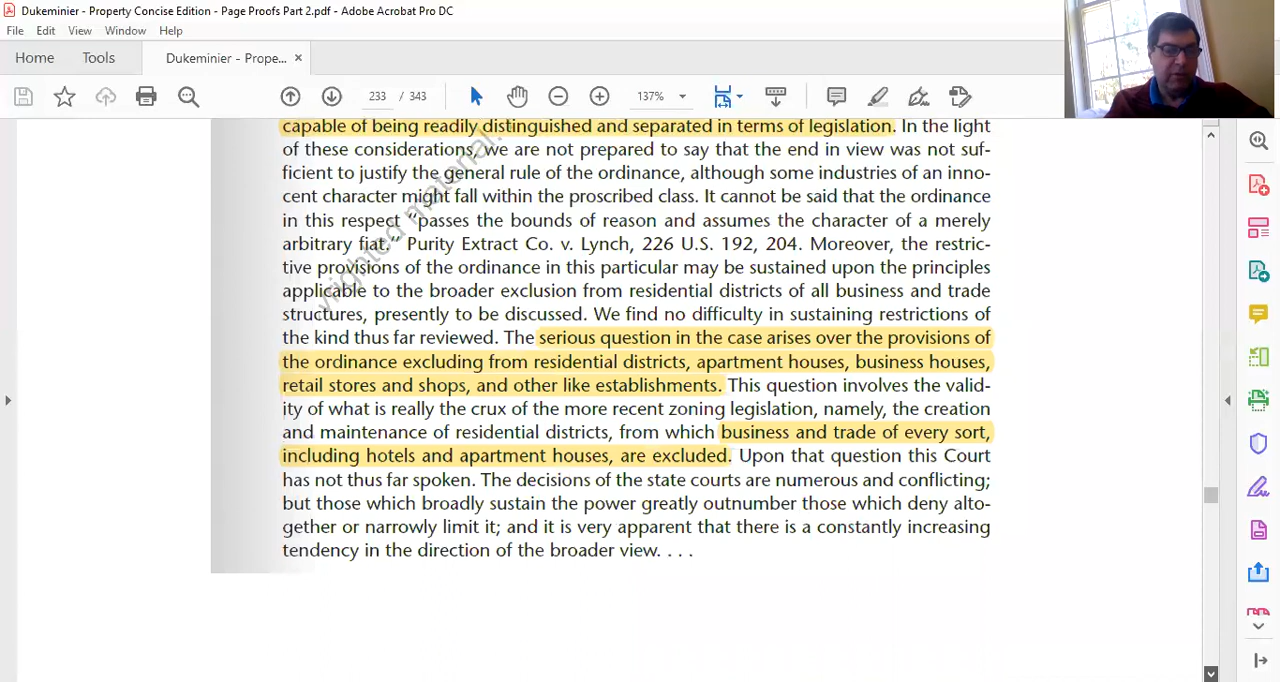 Dukeminier - Property Concise Edition - Page Proofs Part 2.pdf - Adobe Acrobat Pro DC
File Edit View Window Help
Home Tools Dukeminier - Prope... ×
233 / 343 137%
capable of being readily distinguished and separated in terms of legislation. In the light
of these considerations, we are not prepared to say that the end in view was not suf-
ficient to justify the general rule of the ordinance, although some industries of an inno-
cent character might fall within the proscribed class. It cannot be said that the ordinance
in this respect “passes the bounds of reason and assumes the character of a merely
arbitrary fiat.” Purity Extract Co. v. Lynch, 226 U.S. 192, 204. Moreover, the restric-
tive provisions of the ordinance in this particular may be sustained upon the principles
applicable to the broader exclusion from residential districts of all business and trade
structures, presently to be discussed. We find no difficulty in sustaining restrictions of
the kind thus far reviewed. The serious question in the case arises over the provisions of
the ordinance excluding from residential districts, apartment houses, business houses,
retail stores and shops, and other like establishments. This question involves the valid-
ity of what is really the crux of the more recent zoning legislation, namely, the creation
and maintenance of residential districts, from which business and trade of every sort,
including hotels and apartment houses, are excluded. Upon that question this Court
has not thus far spoken. The decisions of the state courts are numerous and conflicting;
but those which broadly sustain the power greatly outnumber those which deny alto-
gether or narrowly limit it; and it is very apparent that there is a constantly increasing
tendency in the direction of the broader view. . . .
yrighted material.